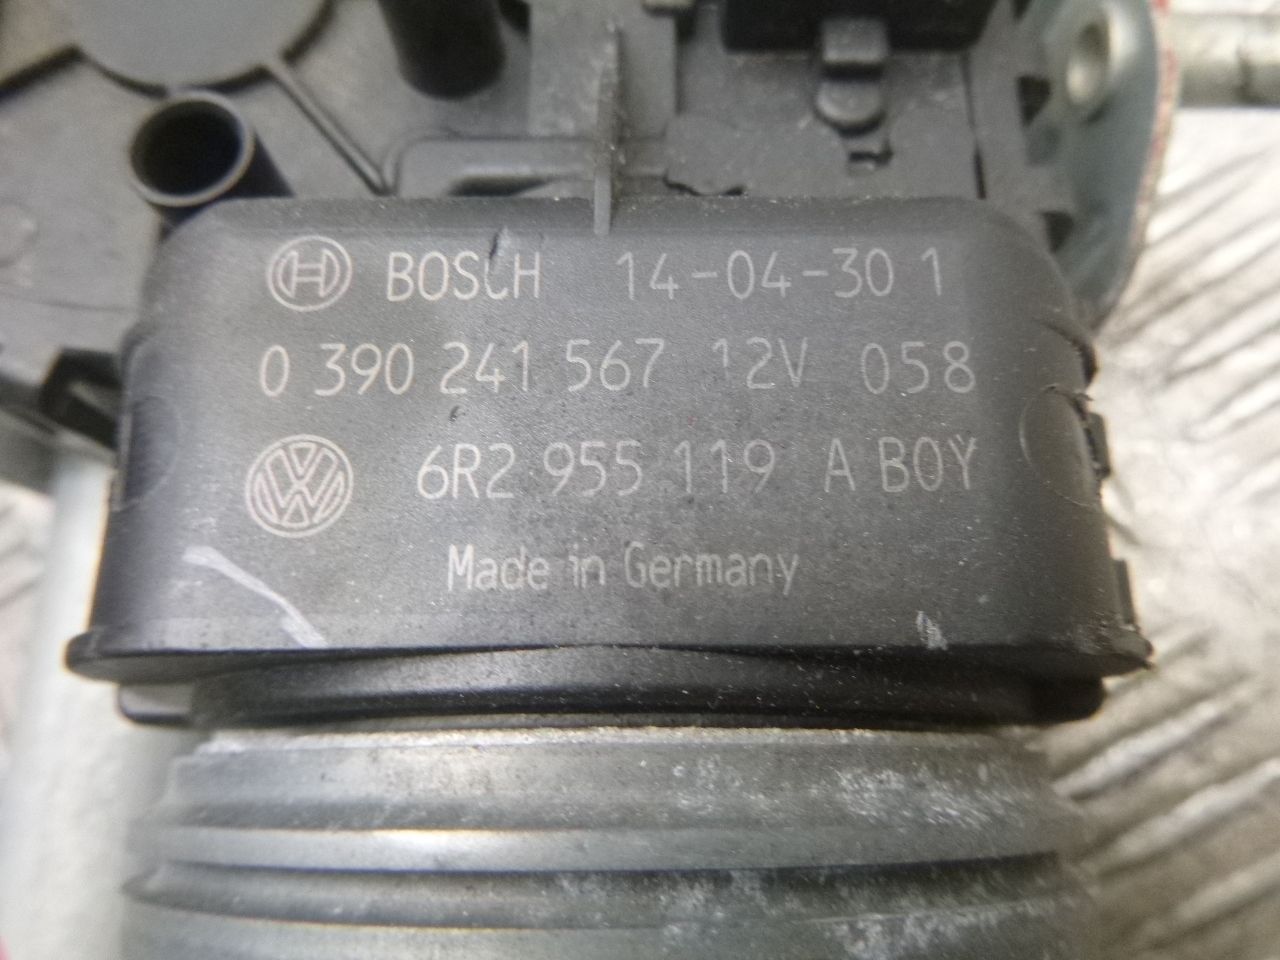 BOSCH 14-04-30 1
0 390 241 567 12V 058
6R2 955 119 A BOY
Made in Germany